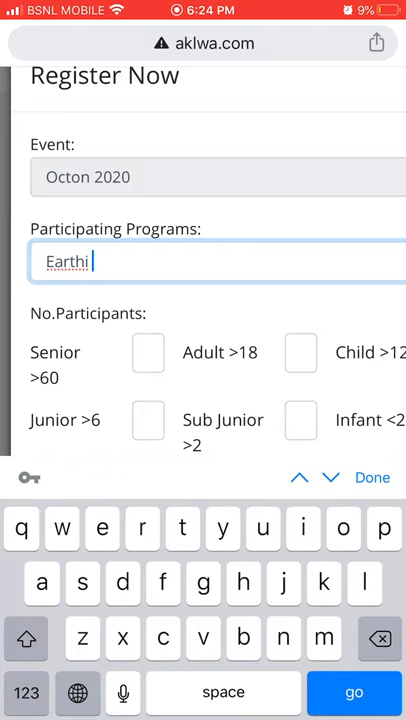 BSNL MOBILE 6:24 PM 9%
aklwa.com
Register Now
Event:
Octon 2020
Participating Programs:
Earthi
No.Participants:
Senior >60
Adult >18
Child >12
Junior >6
Sub Junior >2
Infant <2
Done
q w e r t y u i o p
a s d f g h j k l
z x c v b n m
123 space go